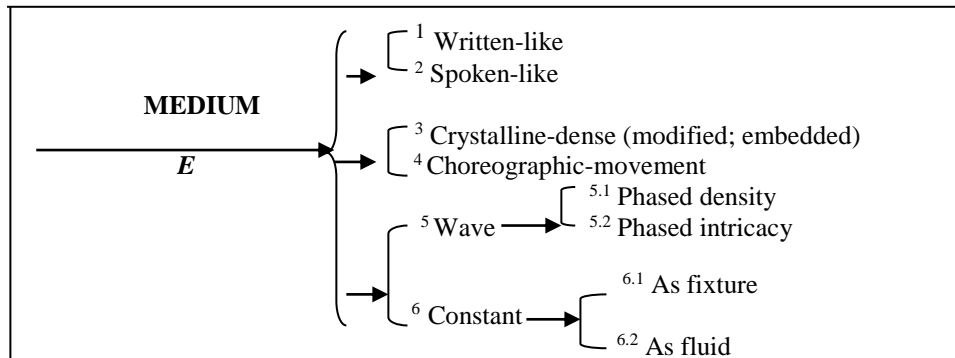 1 Written-like
2 Spoken-like
MEDIUM
E
3 Crystalline-dense (modified; embedded)
4 Choreographic-movement
5 Wave
5.1 Phased density
5.2 Phased intricacy
6 Constant
6.1 As fixture
6.2 As fluid